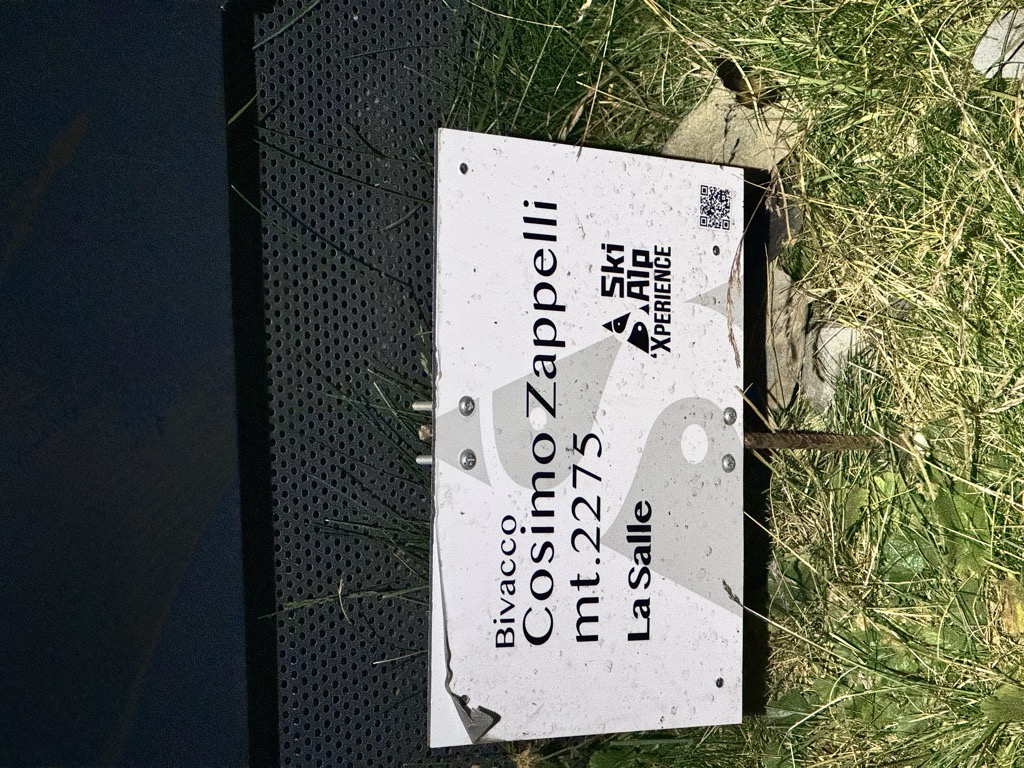 Bivacco
Cosimo Zappelli
mt.2275
La Salle
Ski
Alp
'XPERIENCE